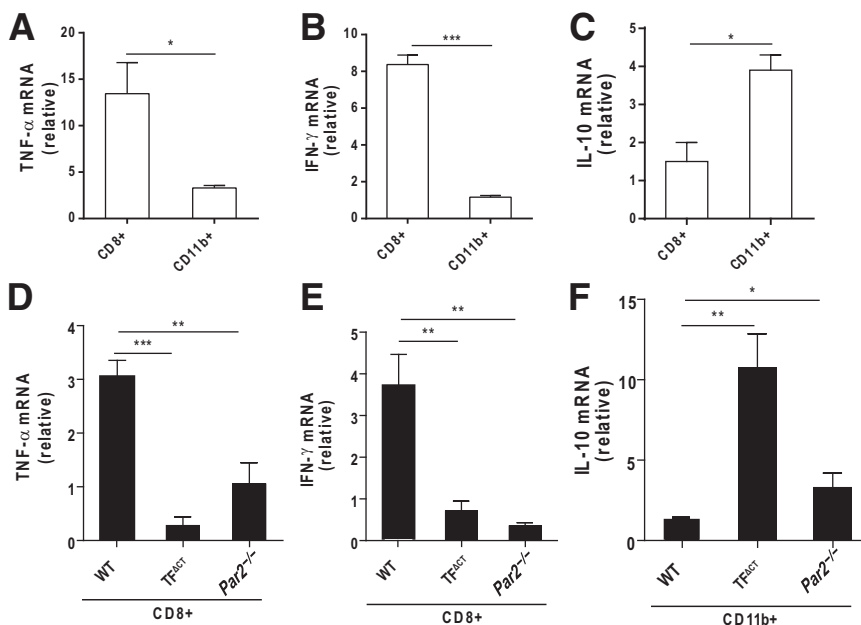 A
TNF-α mRNA
(relative)
20
15
10
5
0
*
CD8+
CD11b+
B
IFN-γ mRNA
(relative)
10
8
6
4
2
0
***
CD8+
CD11b+
C
IL-10 mRNA
(relative)
5
4
3
2
1
0
*
CD8+
CD11b+
D
TNF-α mRNA
(relative)
4
3
2
1
0
**
***
WT
TFΔCT
Par2−/−
CD8+
E
IFN-γ mRNA
(relative)
5
4
3
2
1
0
**
**
WT
TFΔCT
Par2−/−
CD8+
F
IL-10 mRNA
(relative)
15
10
5
0
*
**
WT
TFΔCT
Par2−/−
CD11b+